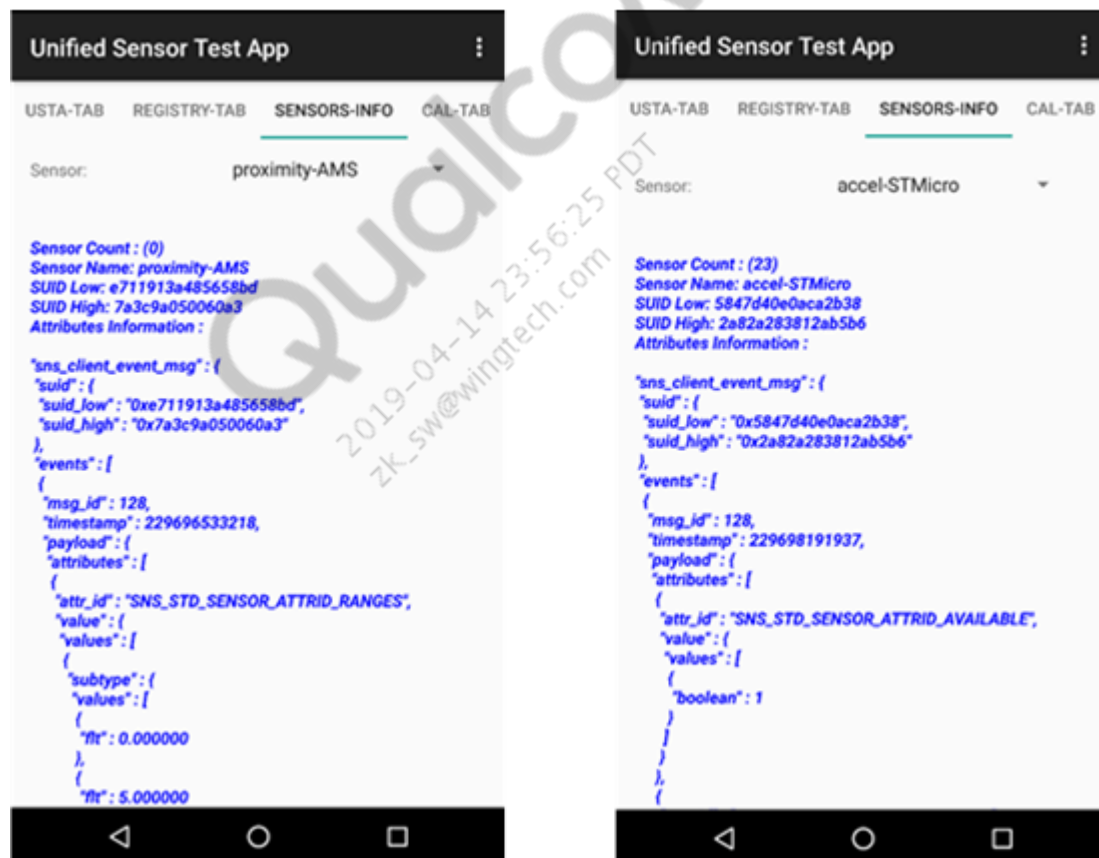 Unified Sensor Test App
USTA-TAB REGISTRY-TAB SENSORS-INFO CAL-TAB
Sensor: proximity-AMS
Sensor Count : (0)
Sensor Name: proximity-AMS
SUID Low: e711913a485658bd
SUID High: 7a3c9a050060a3
Attributes Information :
"sns_client_event_msg" : {
"suid" : {
"suid_low" : "0xe711913a485658bd",
"suid_high" : "0x7a3c9a050060a3"
},
"events" : [
{
"msg_id" : 128,
"timestamp" : 229696533218,
"payload" : {
"attributes" : [
{
"attr_id" : "SNS_STD_SENSOR_ATTRID_RANGES",
"value" : {
"values" : [
{
"subtype" : {
"values" : [
{
"flt" : 0.000000
},
{
"flt" : 5.000000
Unified Sensor Test App
USTA-TAB REGISTRY-TAB SENSORS-INFO CAL-TAB
Sensor: accel-STMicro
Sensor Count : (23)
Sensor Name: accel-STMicro
SUID Low: 5847d40e0aca2b38
SUID High: 2a82a283812ab5b6
Attributes Information :
"sns_client_event_msg" : {
"suid" : {
"suid_low" : "0x5847d40e0aca2b38",
"suid_high" : "0x2a82a283812ab5b6"
},
"events" : [
{
"msg_id" : 128,
"timestamp" : 229698191937,
"payload" : {
"attributes" : [
{
"attr_id" : "SNS_STD_SENSOR_ATTRID_AVAILABLE",
"value" : {
"values" : [
{
"boolean" : 1
}
]
}
},
{
Qualco
2019-04-14 23:56:25 PDT
zk_sw@wingtech.com